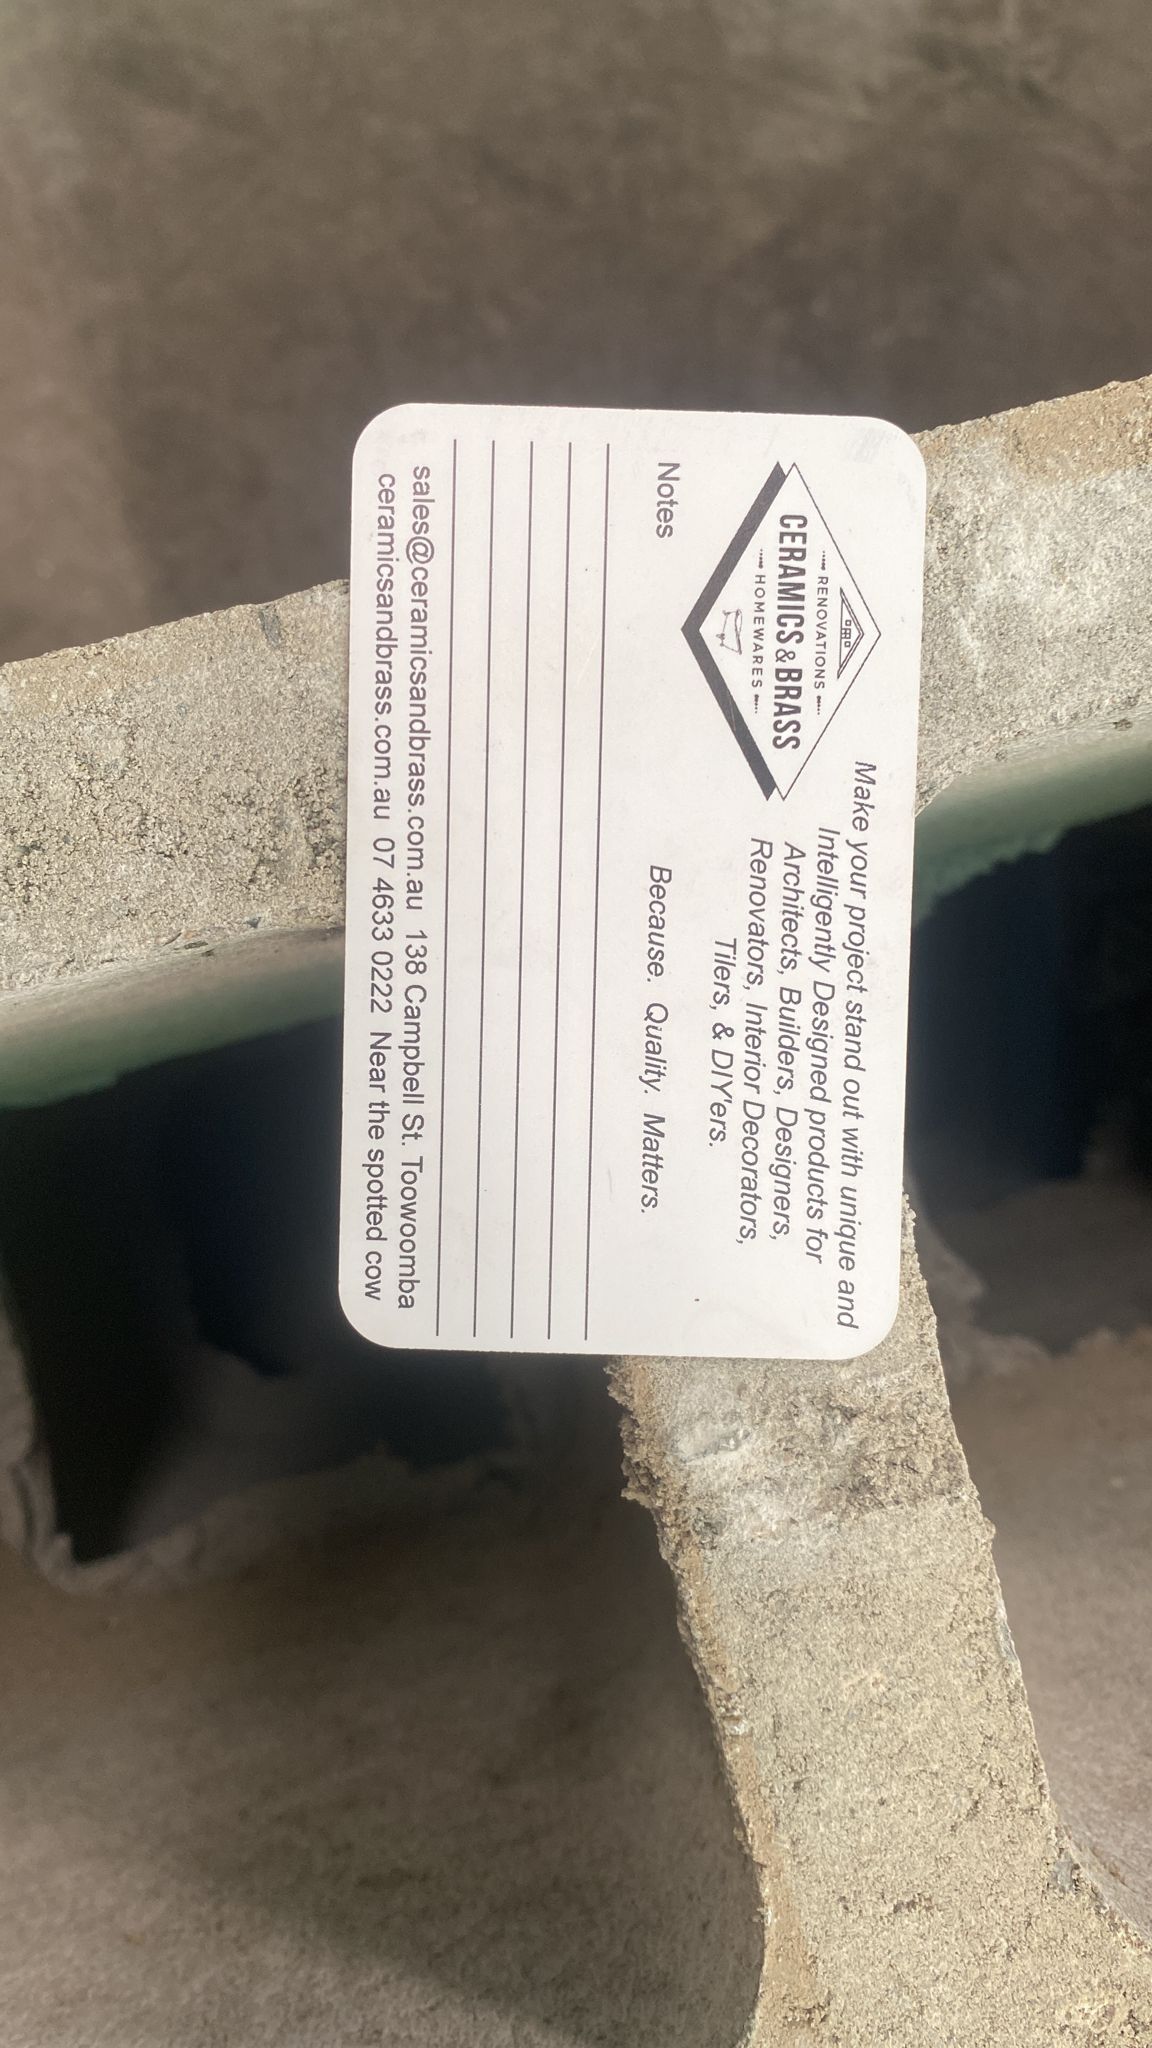 RENOVATIONS
CERAMICS & BRASS
HOMEWARES
Make your project stand out with unique and
Intelligently Designed products for
Architects, Builders, Designers,
Renovators, Interior Decorators,
Tilers, & DIY'ers.
Notes
Because. Quality. Matters.
sales@ceramicsandbrass.com.au 138 Campbell St. Toowoomba
ceramicsandbrass.com.au 07 4633 0222 Near the spotted cow